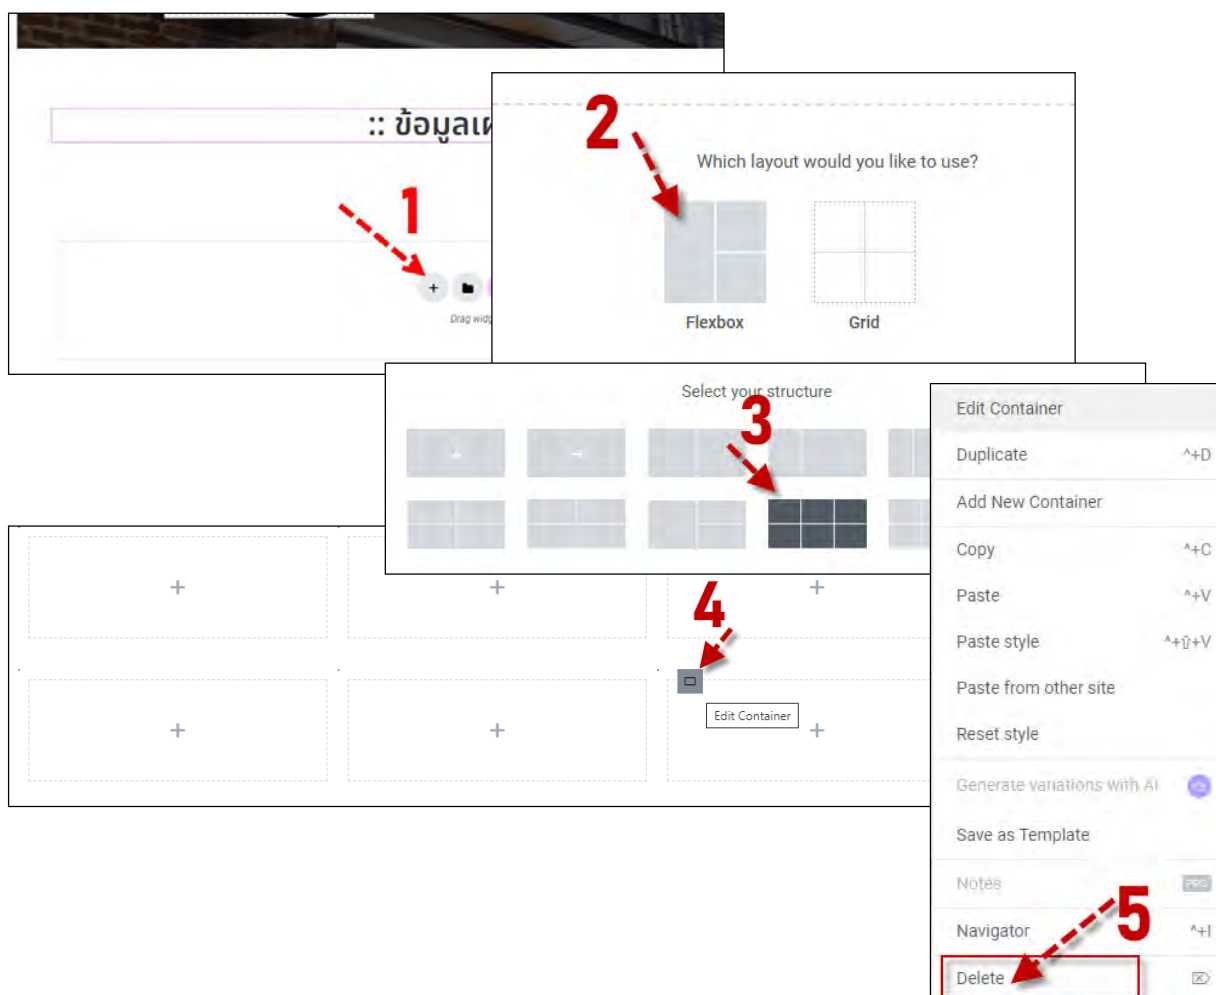 :: ข้อมูลเ
1
Drag widg
2
Which layout would you like to use?
Flexbox
Grid
Select your structure
3
4
Edit Container
Edit Container
Duplicate ^+D
Add New Container
Copy ^+C
Paste ^+V
Paste style ^+⇧+V
Paste from other site
Reset style
Generate variations with AI
Save as Template
Notes PRO
5
Navigator ^+I
Delete ⌦